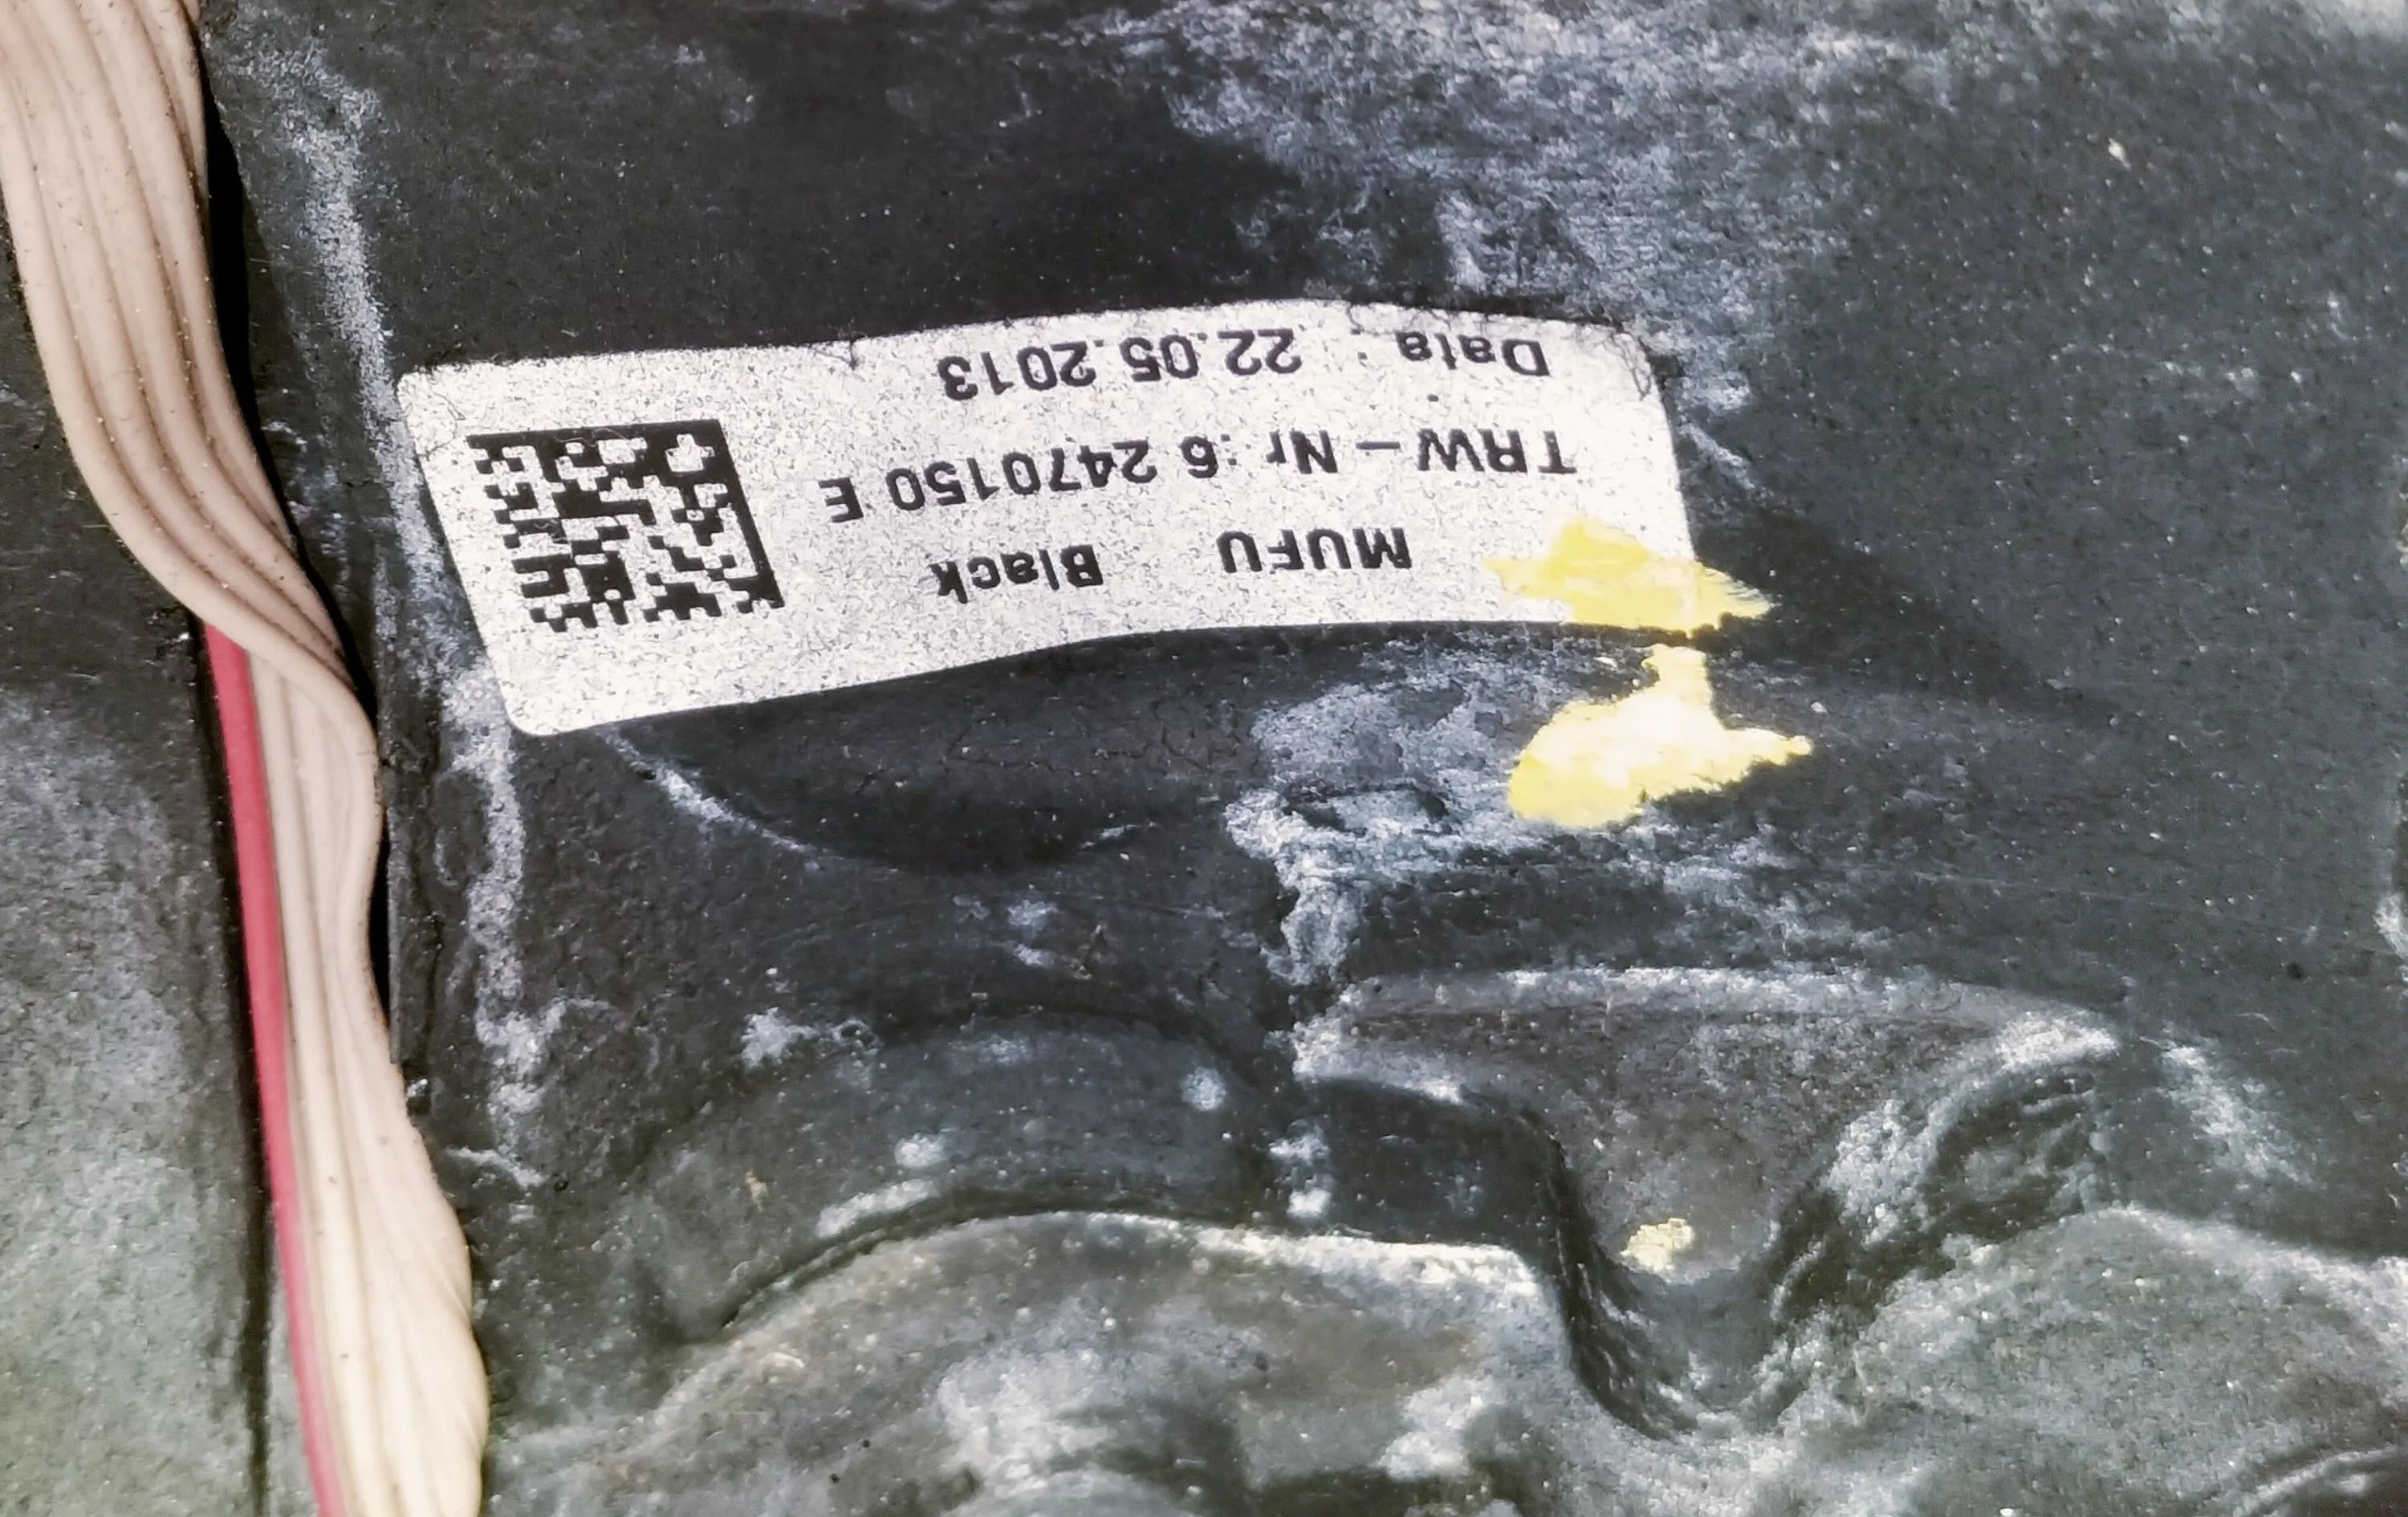 MUFU Black
TRW - Nr.:6 2470150 E
Data : 22.05.2013